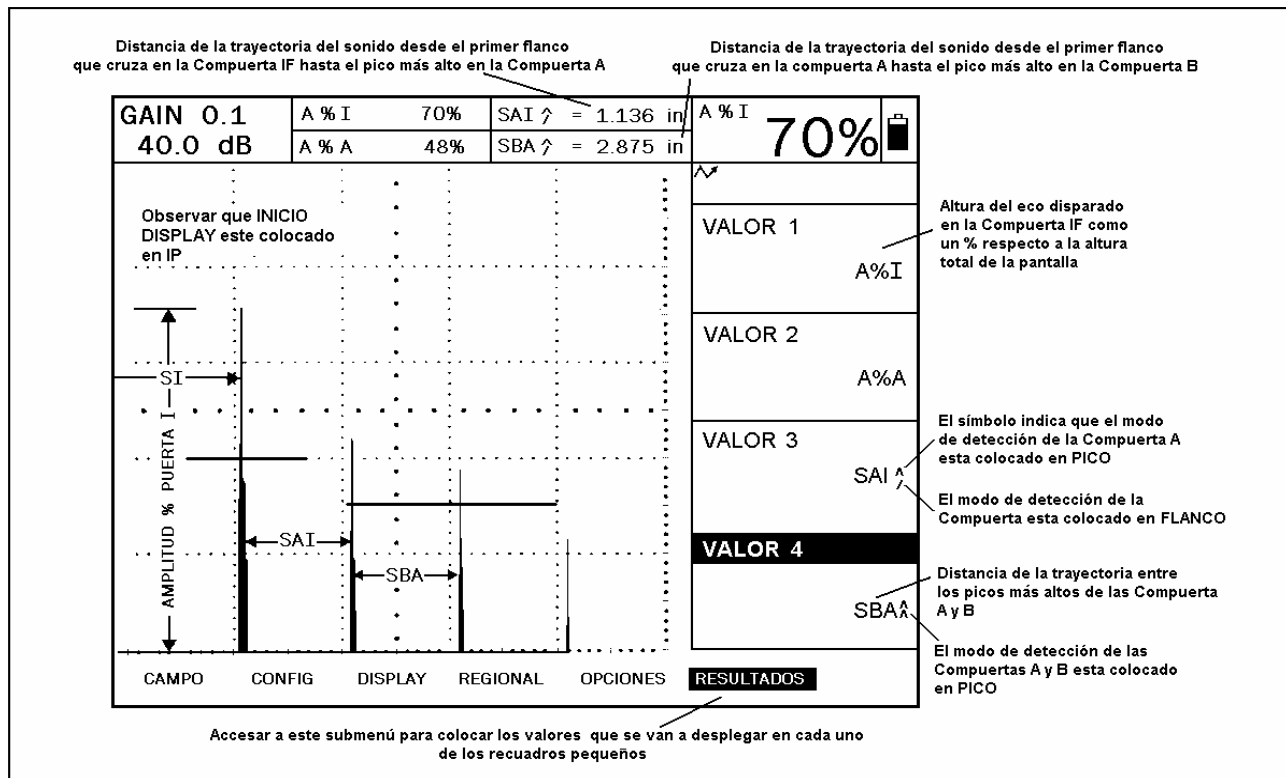 Distancia de la trayectoria del sonido desde el primer flanco
que cruza en la Compuerta IF hasta el pico más alto en la Compuerta A
Distancia de la trayectoria del sonido desde el primer flanco
que cruza en la compuerta A hasta el pico más alto en la Compuerta B
GAIN 0.1
40.0 dB
A % I 70%
A % A 48%
SAI = 1.136 in
SBA = 2.875 in
A % I
70%
Observar que INICIO
DISPLAY este colocado
en IP
SI
AMPLITUD % PUERTA I
SAI
SBA
VALOR 1
A%I
VALOR 2
A%A
VALOR 3
SAI
VALOR 4
SBA
Altura del eco disparado
en la Compuerta IF como
un % respecto a la altura
total de la pantalla
El símbolo indica que el modo
de detección de la Compuerta A
esta colocado en PICO
El modo de detección de la
Compuerta esta colocado en FLANCO
Distancia de la trayectoria entre
los picos más altos de las Compuerta
A y B
El modo de detección de las
Compuertas A y B esta colocado
en PICO
CAMPO CONFIG DISPLAY REGIONAL OPCIONES RESULTADOS
Accesar a este submenú para colocar los valores que se van a desplegar en cada uno
de los recuadros pequeños